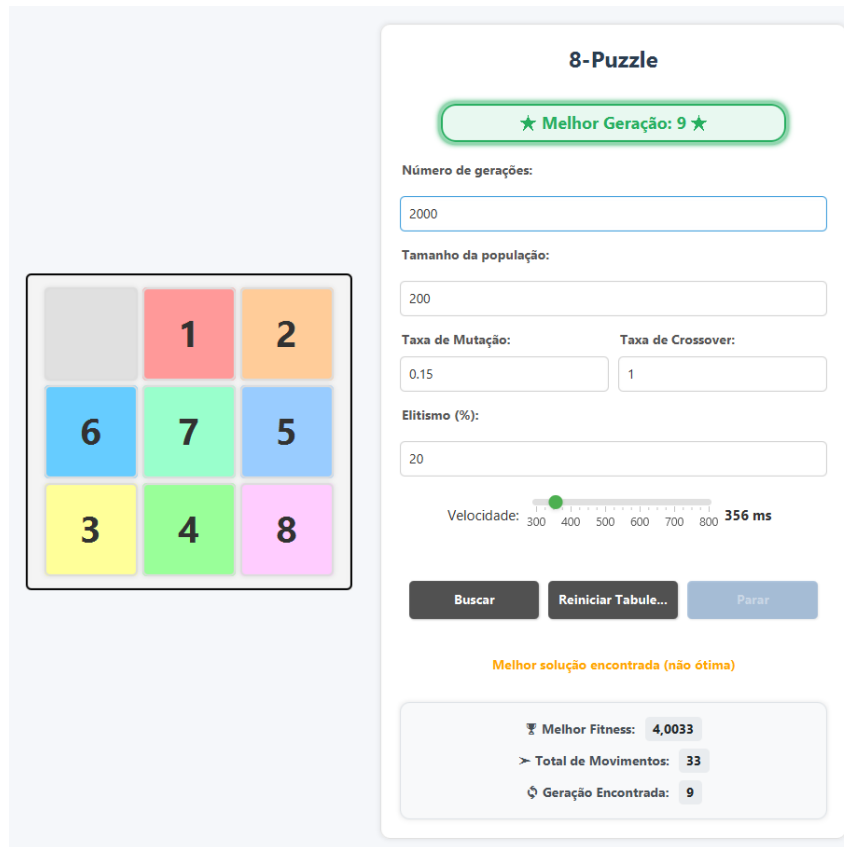 8-Puzzle
★ Melhor Geração: 9 ★
Número de gerações:
2000
Tamanho da população:
200
Taxa de Mutação: Taxa de Crossover:
0.15 1
Elitismo (%):
20
Velocidade: 300 400 500 600 700 800 356 ms
Buscar Reiniciar Tabule... Parar
Melhor solução encontrada (não ótima)
Melhor Fitness: 4,0033
Total de Movimentos: 33
Geração Encontrada: 9
1 2
6 7 5
3 4 8